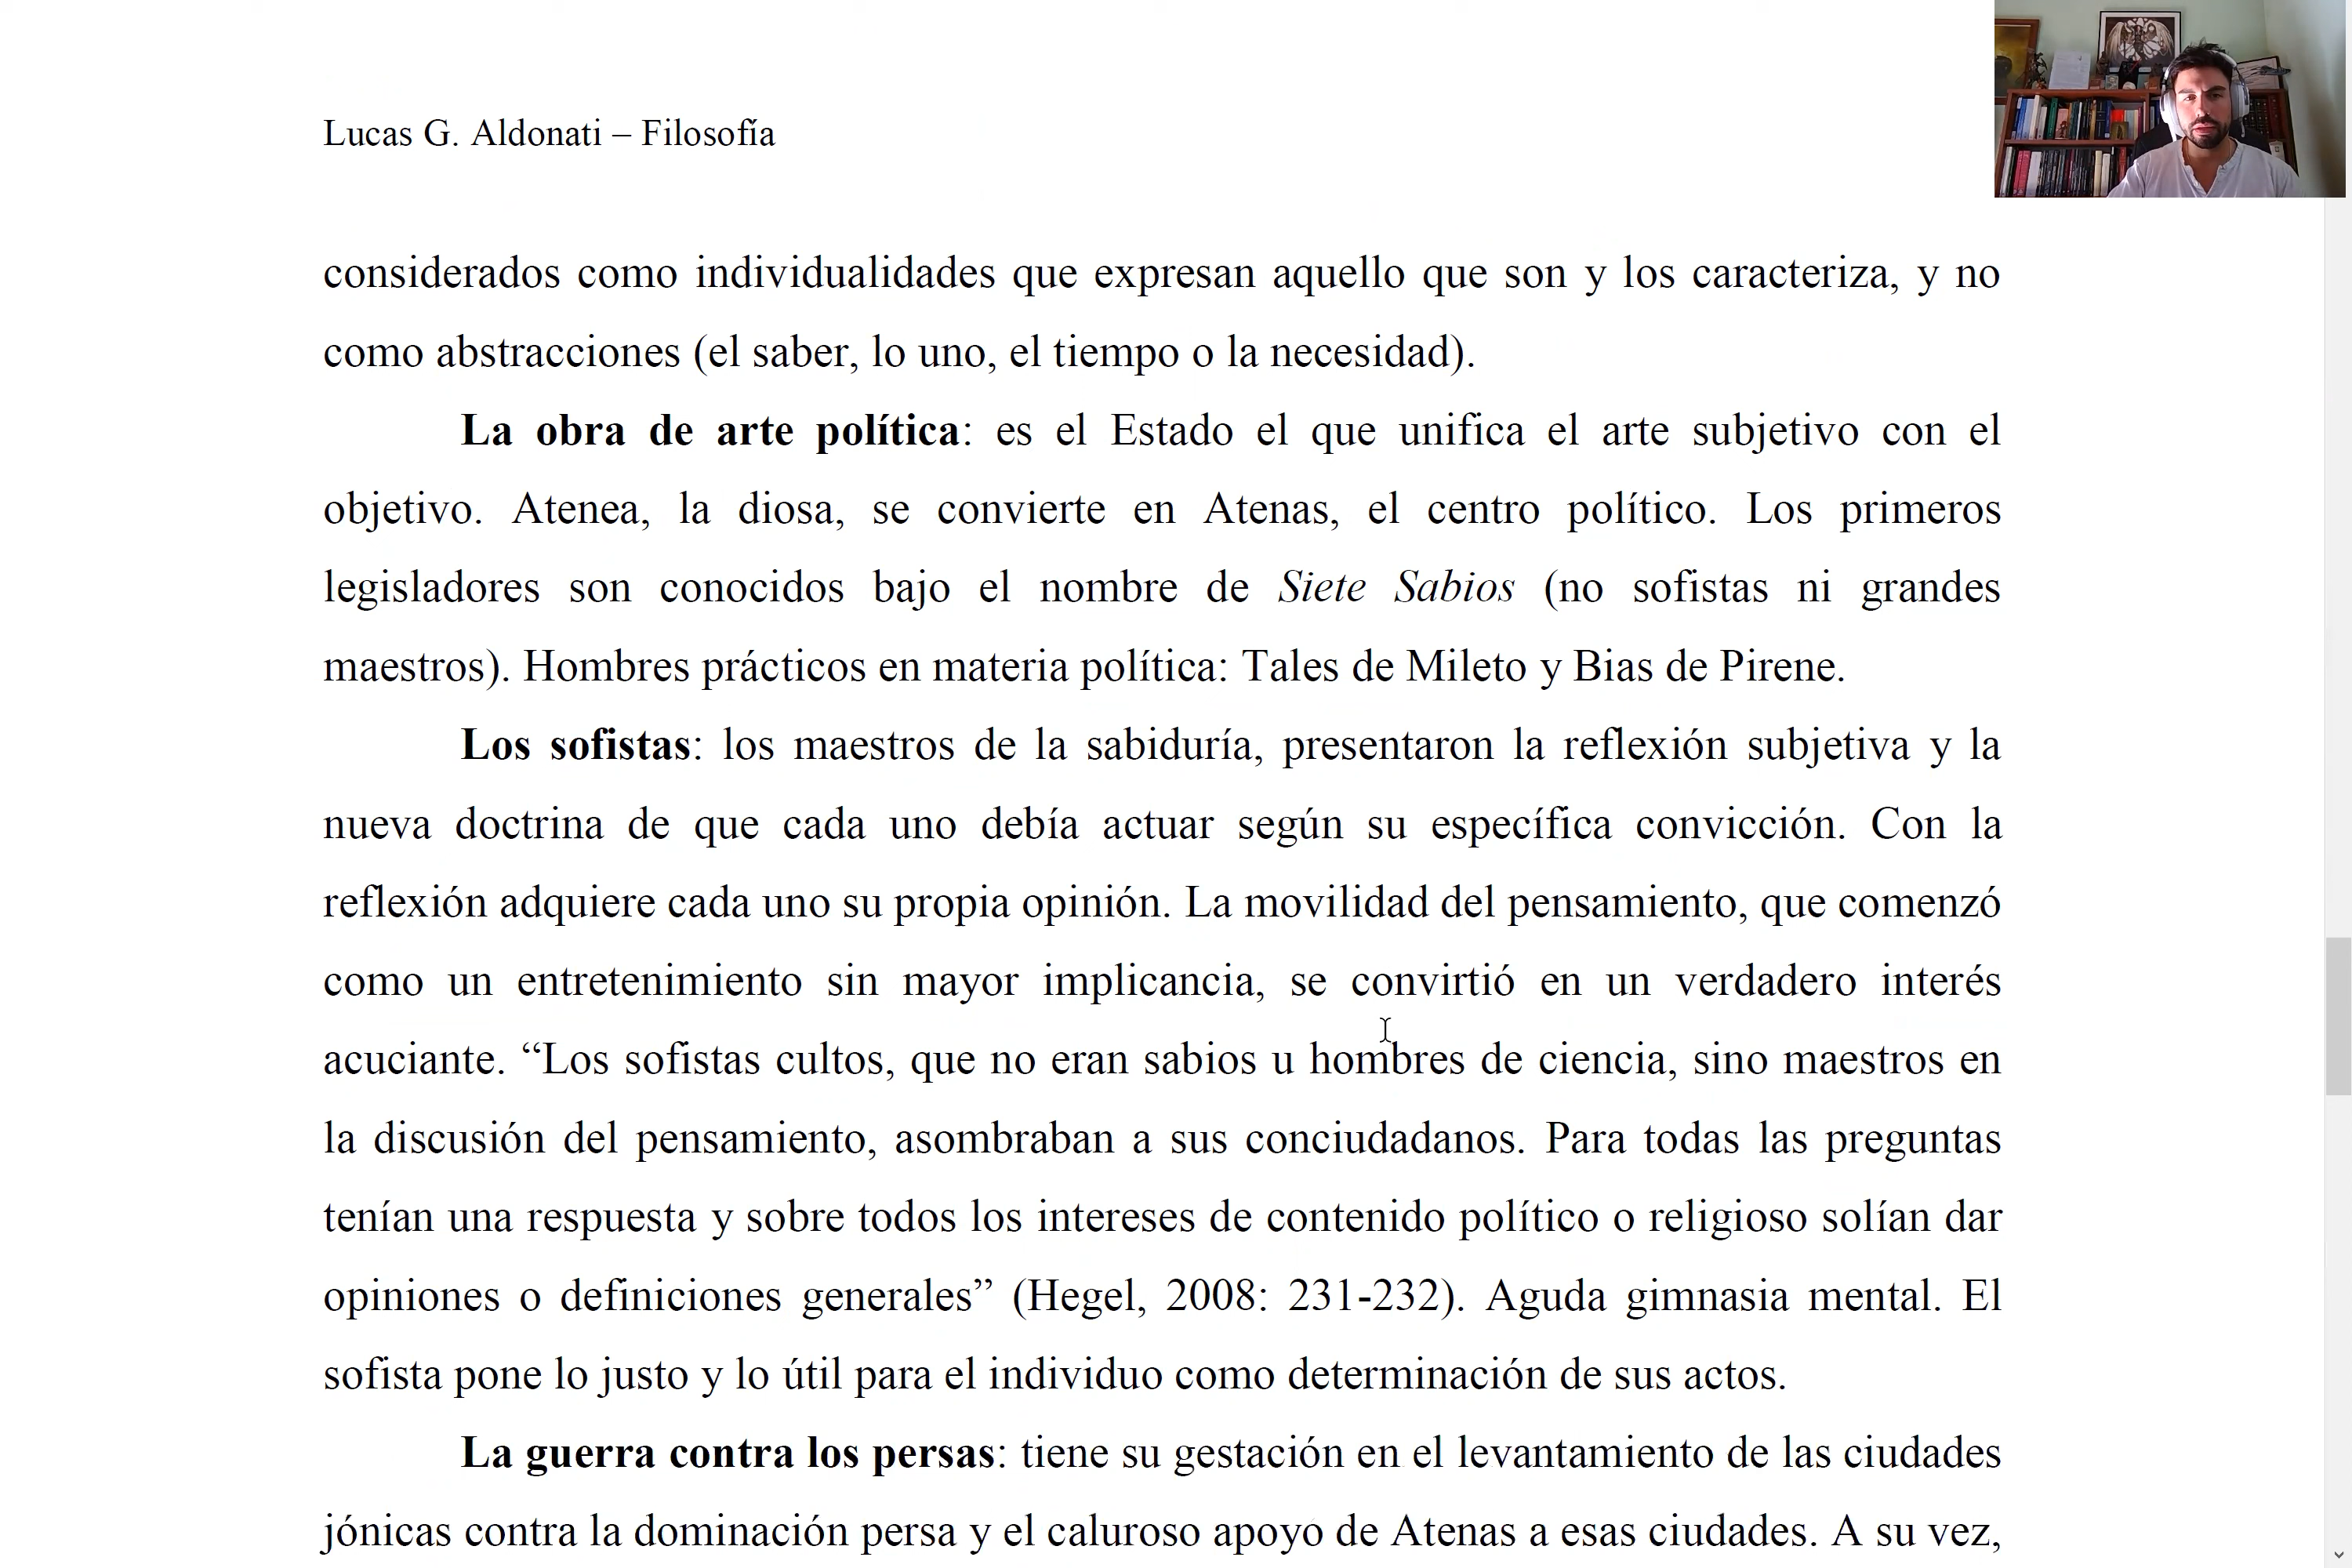 Lucas G. Aldonati – Filosofía
considerados como individualidades que expresan aquello que son y los caracteriza, y no
como abstracciones (el saber, lo uno, el tiempo o la necesidad).
La obra de arte política: es el Estado el que unifica el arte subjetivo con el
objetivo. Atenea, la diosa, se convierte en Atenas, el centro político. Los primeros
legisladores son conocidos bajo el nombre de Siete Sabios (no sofistas ni grandes
maestros). Hombres prácticos en materia política: Tales de Mileto y Bias de Pirene.
Los sofistas: los maestros de la sabiduría, presentaron la reflexión subjetiva y la
nueva doctrina de que cada uno debía actuar según su específica convicción. Con la
reflexión adquiere cada uno su propia opinión. La movilidad del pensamiento, que comenzó
como un entretenimiento sin mayor implicancia, se convirtió en un verdadero interés
acuciante. “Los sofistas cultos, que no eran sabios u hombres de ciencia, sino maestros en
la discusión del pensamiento, asombraban a sus conciudadanos. Para todas las preguntas
tenían una respuesta y sobre todos los intereses de contenido político o religioso solían dar
opiniones o definiciones generales” (Hegel, 2008: 231-232). Aguda gimnasia mental. El
sofista pone lo justo y lo útil para el individuo como determinación de sus actos.
La guerra contra los persas: tiene su gestación en el levantamiento de las ciudades
jónicas contra la dominación persa y el caluroso apoyo de Atenas a esas ciudades. A su vez,